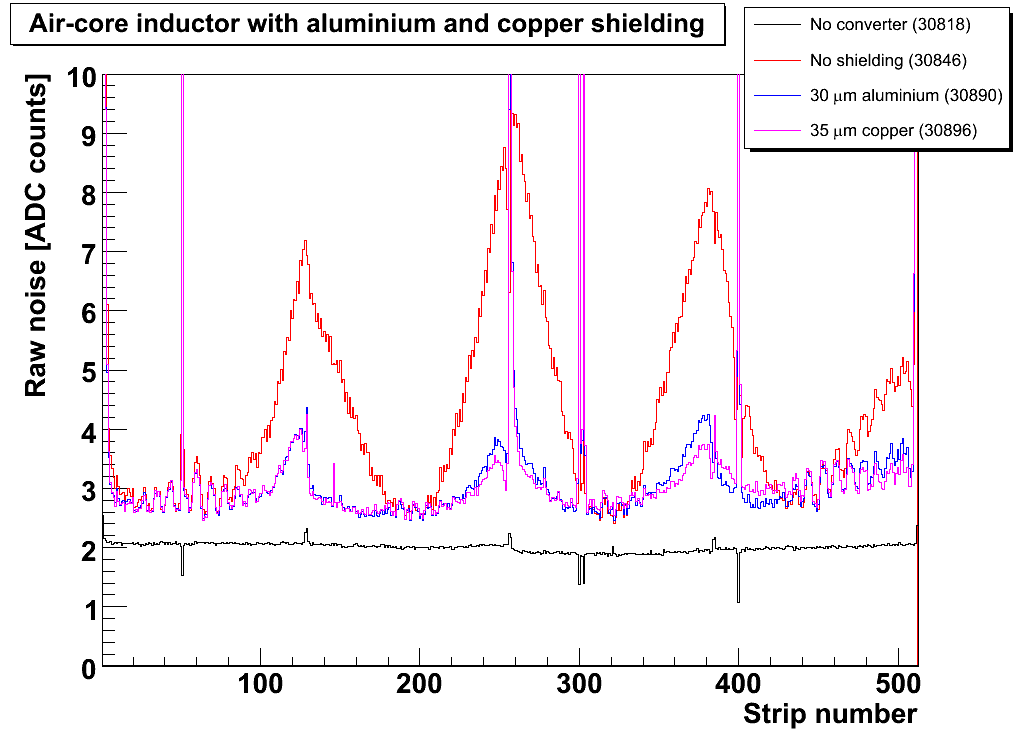 Air-core inductor with aluminium and copper shielding
No converter (30818)
No shielding (30846)
30 μm aluminium (30890)
35 μm copper (30896)
Raw noise [ADC counts]
10
9
8
7
6
5
4
3
2
1
0
100 200 300 400 500
Strip number